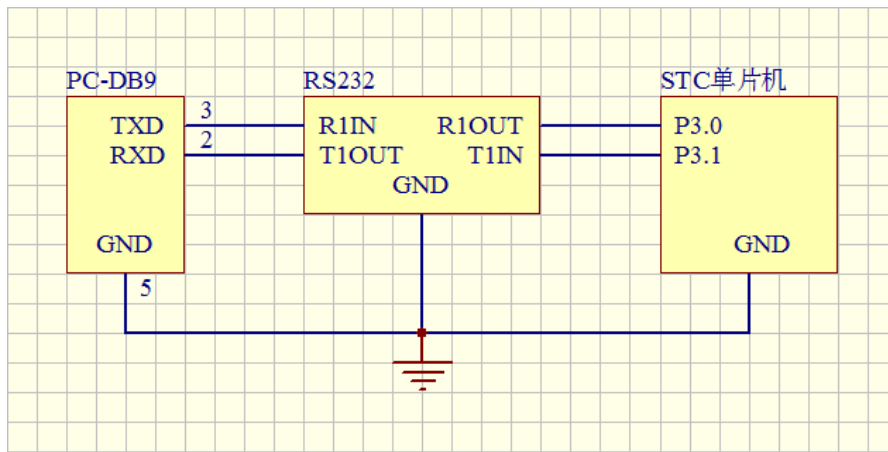 PC-DB9 RS232 STC单片机
TXD 3 R1IN R1OUT P3.0
RXD 2 T1OUT T1IN P3.1
GND
GND GND
5